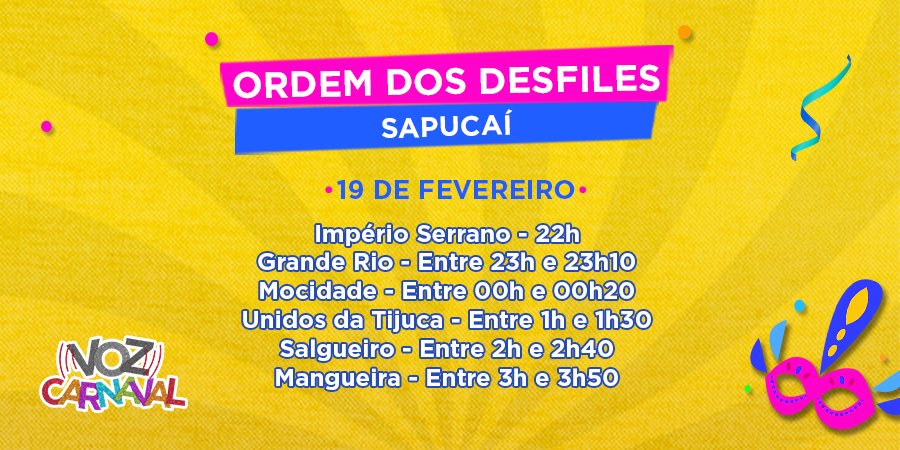 ORDEM DOS DESFILES
SAPUCAÍ
•19 DE FEVEREIRO•
Império Serrano - 22h
Grande Rio - Entre 23h e 23h10
Mocidade - Entre 00h e 00h20
Unidos da Tijuca - Entre 1h e 1h30
Salgueiro - Entre 2h e 2h40
Mangueira - Entre 3h e 3h50
VOZ
CARNAVAL